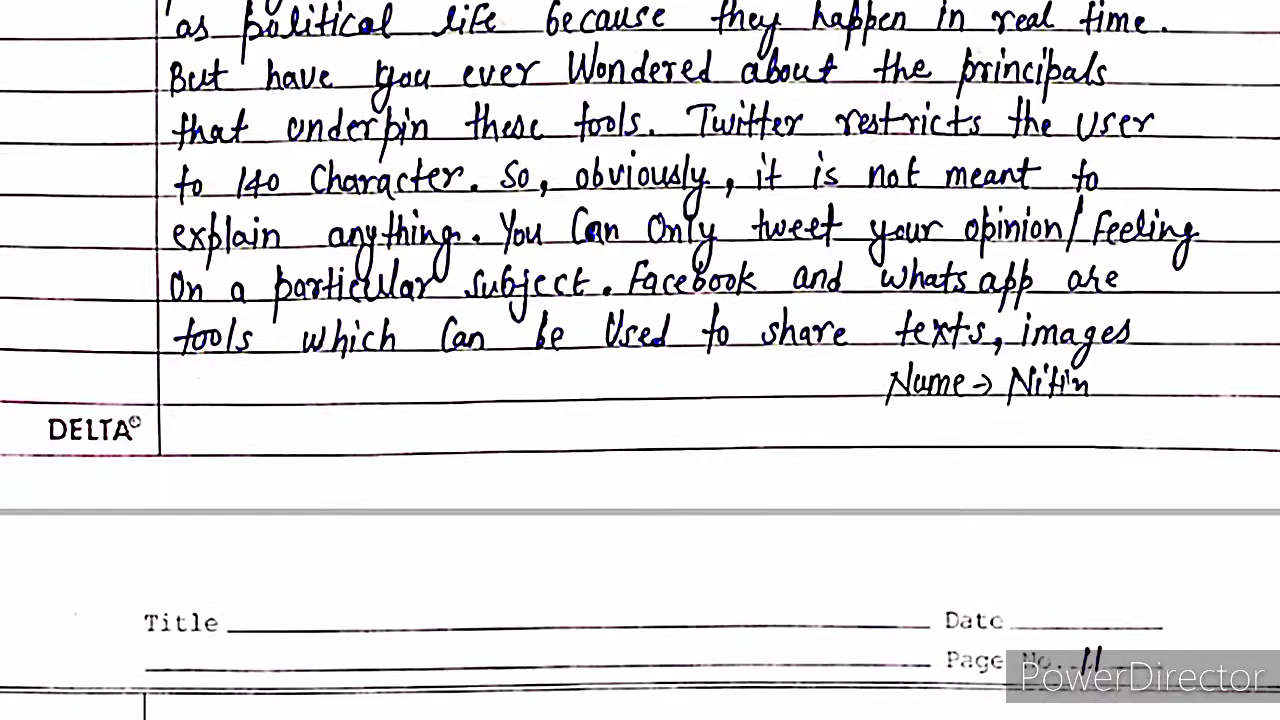 as political life because they happen in real time.
But have you ever Wondered about the principals
that underpin these tools. Twitter restricts the user
to 140 Character. So, obviously, it is not meant to
explain anything. You Can Only tweet your opinion/feeling
On a particular subject. Facebook and whatsapp are
tools which Can be Used to share texts, images
Name → Nitin
DELTA
Title
Date
Page No. 11
PowerDirector